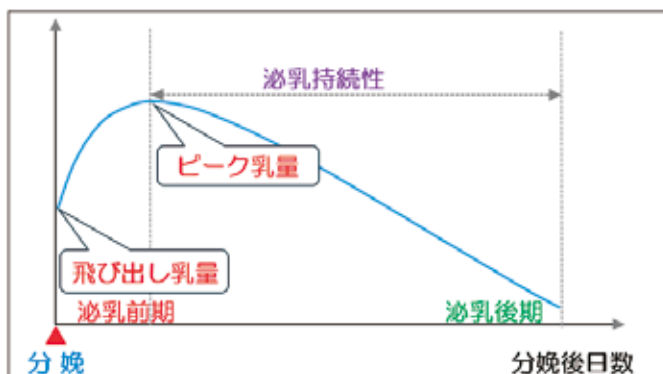 泌乳持続性
ピーク乳量
飛び出し乳量
泌乳前期
泌乳後期
分娩
分娩後日数